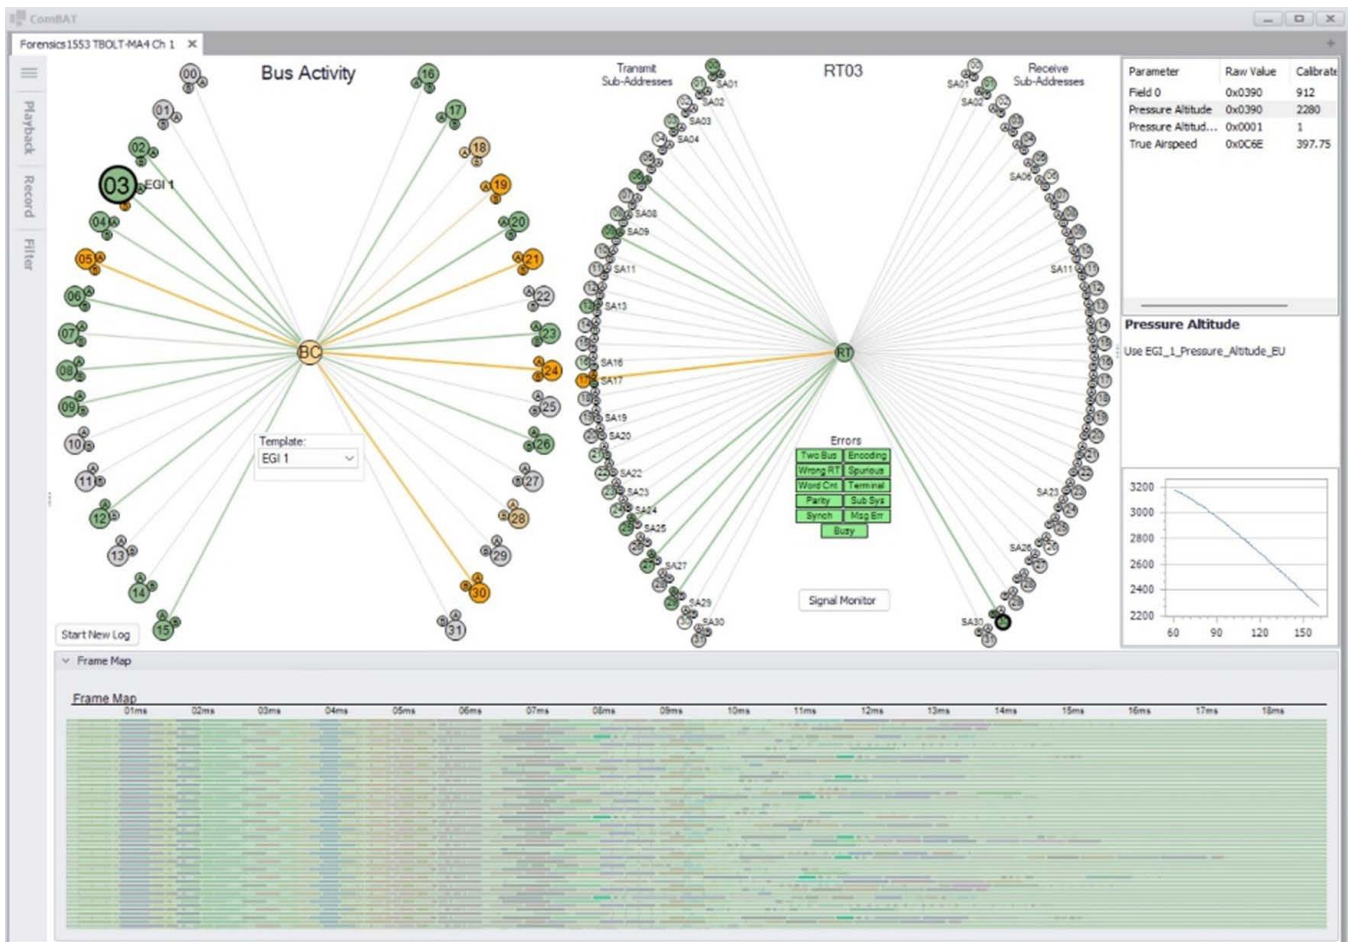 ComBAT
Forensics1553 TBOLT-MA4 Ch 1
Playback
Record
Filter
Bus Activity
00
01
02
03 EGI 1
04
05
06
07
08
09
10
11
12
13
14
15
16
17
18
19
20
21
22
23
24
25
26
27
28
29
30
31
BC
Template:
EGI 1
Start New Log
Transmit
Sub-Addresses
RT03
Receive
Sub-Addresses
SA01
SA02
SA03
SA04
SA08
SA09
SA11
SA13
SA16
SA17
SA19
SA20
SA22
SA23
SA24
SA25
SA27
SA29
SA30
RT
SA01
SA02
SA06
SA11
SA23
SA26
SA30
Errors
Two Bus Encoding
Wrong RT Spurious
Word Cnt Terminal
Parity Sub Sys
Synch Msg Err
Busy
Signal Monitor
Parameter Raw Value Calibrate
Field 0 0x0390 912
Pressure Altitude 0x0390 2280
Pressure Altitud... 0x0001 1
True Airspeed 0x0C6E 397.75
Pressure Altitude
Use EGI_1_Pressure_Altitude_EU
3200
3000
2800
2600
2400
2200
60 90 120 150
Frame Map
Frame Map
01ms 02ms 03ms 04ms 05ms 06ms 07ms 08ms 09ms 10ms 11ms 12ms 13ms 14ms 15ms 16ms 17ms 18ms